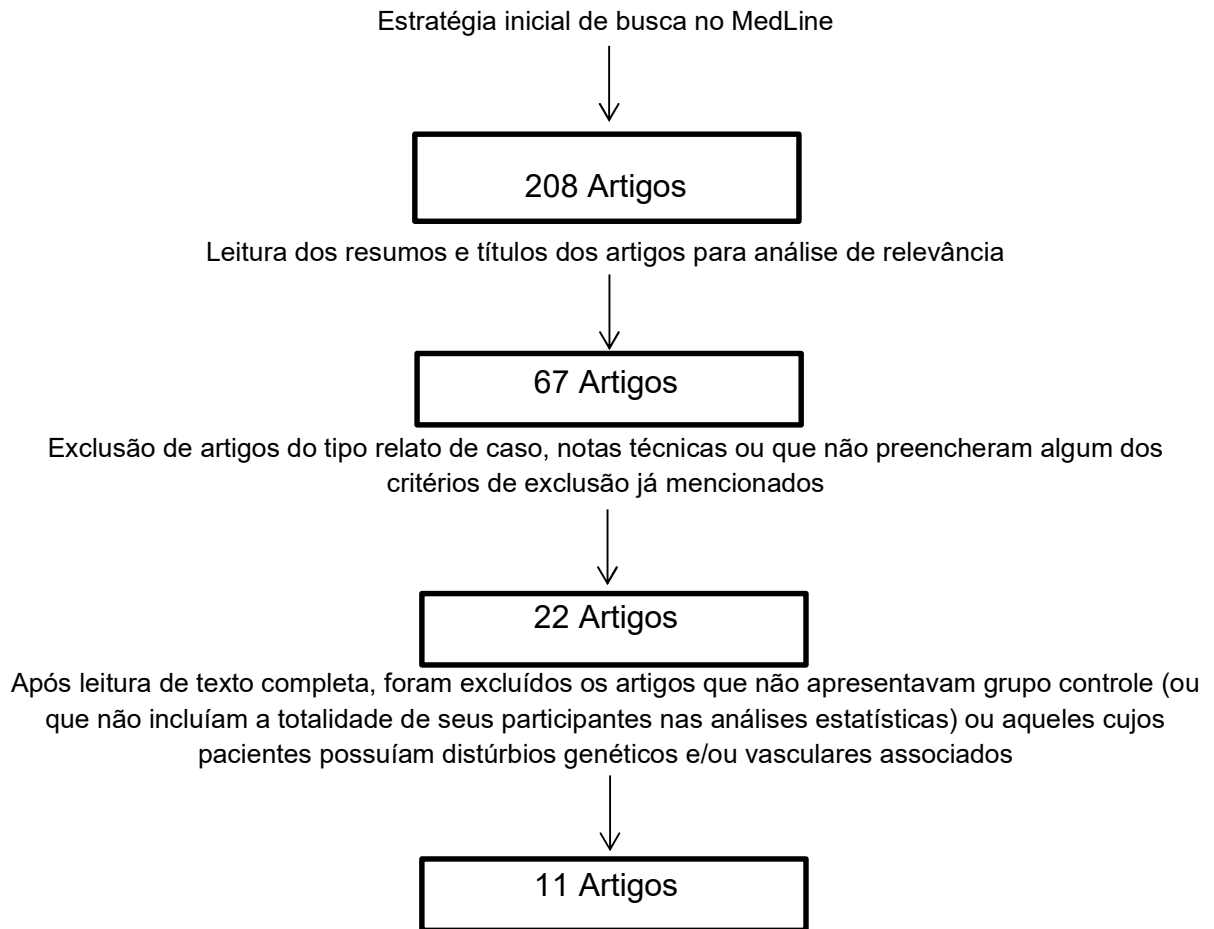 Estratégia inicial de busca no MedLine
208 Artigos
Leitura dos resumos e títulos dos artigos para análise de relevância
67 Artigos
Exclusão de artigos do tipo relato de caso, notas técnicas ou que não preencheram algum dos
critérios de exclusão já mencionados
22 Artigos
Após leitura de texto completa, foram excluídos os artigos que não apresentavam grupo controle (ou
que não incluíam a totalidade de seus participantes nas análises estatísticas) ou aqueles cujos
pacientes possuíam distúrbios genéticos e/ou vasculares associados
11 Artigos